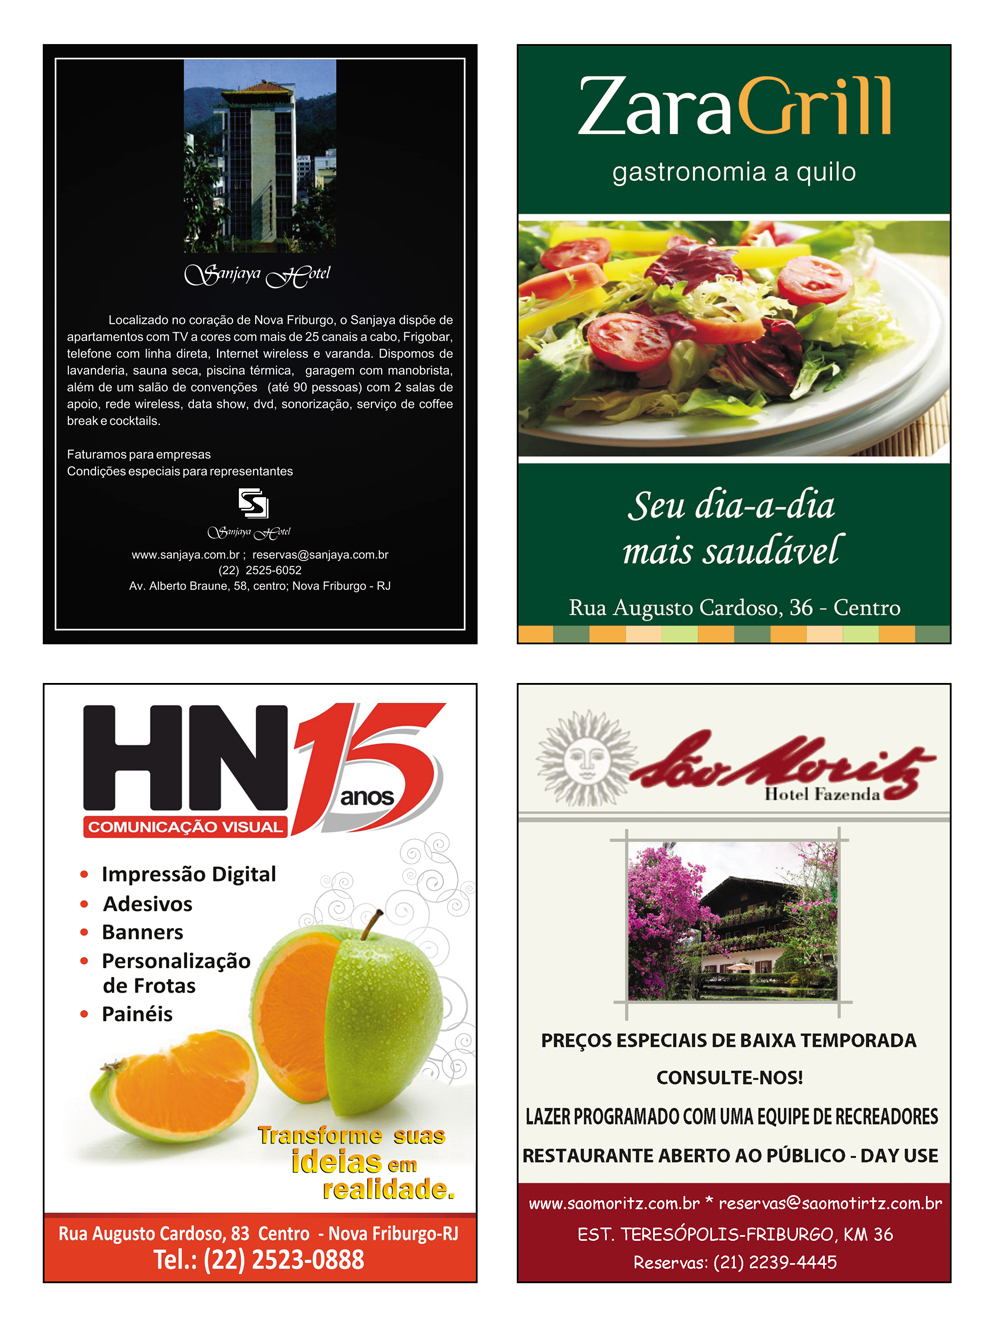 Sanjaya Hotel
Localizado no coração de Nova Friburgo, o Sanjaya dispõe de
apartamentos com TV a cores com mais de 25 canais a cabo, Frigobar,
telefone com linha direta, Internet wireless e varanda. Dispomos de
lavanderia, sauna seca, piscina térmica, garagem com manobrista,
além de um salão de convenções (até 90 pessoas) com 2 salas de
apoio, rede wireless, data show, dvd, sonorização, serviço de coffee
break e cocktails.
Faturamos para empresas
Condições especiais para representantes
Sanjaya Hotel
www.sanjaya.com.br ; reservas@sanjaya.com.br
(22) 2525-6052
Av. Alberto Braune, 58, centro; Nova Friburgo - RJ
ZaraGrill
gastronomia a quilo
Seu dia-a-dia
mais saudável
Rua Augusto Cardoso, 36 - Centro
HN 15
anos
COMUNICAÇÃO VISUAL
• Impressão Digital
• Adesivos
• Banners
• Personalização
de Frotas
• Painéis
Transforme suas
ideias em
realidade.
Rua Augusto Cardoso, 83 Centro - Nova Friburgo-RJ
Tel.: (22) 2523-0888
São Moritz
Hotel Fazenda
PREÇOS ESPECIAIS DE BAIXA TEMPORADA
CONSULTE-NOS!
LAZER PROGRAMADO COM UMA EQUIPE DE RECREADORES
RESTAURANTE ABERTO AO PÚBLICO - DAY USE
www.saomoritz.com.br * reservas@saomotirtz.com.br
EST. TERESÓPOLIS-FRIBURGO, KM 36
Reservas: (21) 2239-4445